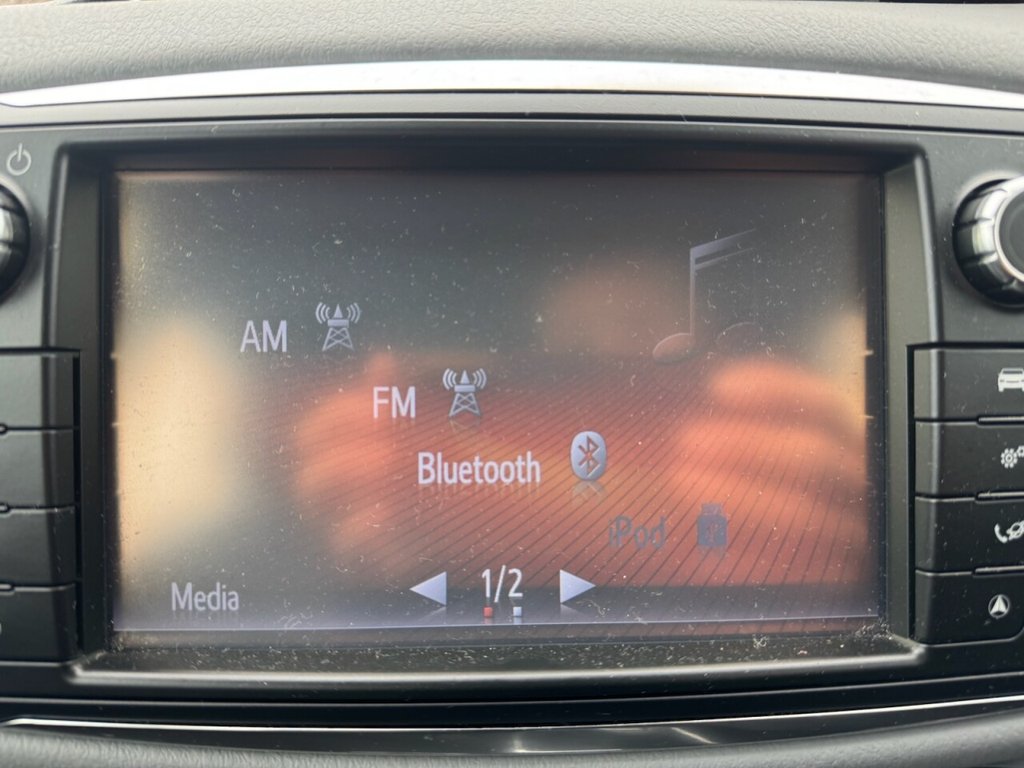 AM
FM
Bluetooth
iPod
Media
1/2